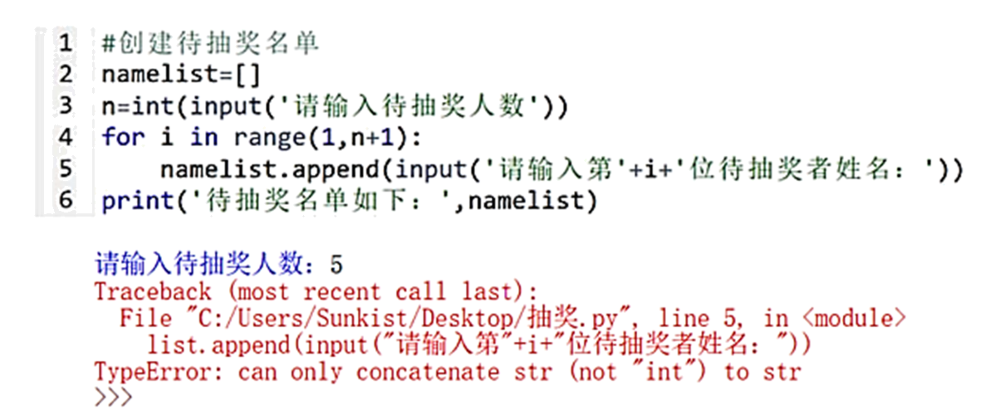 1 #创建待抽奖名单
2 namelist=[]
3 n=int(input('请输入待抽奖人数'))
4 for i in range(1,n+1):
5     namelist.append(input('请输入第'+i+'位待抽奖者姓名：'))
6 print('待抽奖名单如下：',namelist)
请输入待抽奖人数：5
Traceback (most recent call last):
  File "C:/Users/Sunkist/Desktop/抽奖.py", line 5, in <module>
    list.append(input("请输入第"+i+"位待抽奖者姓名："))
TypeError: can only concatenate str (not "int") to str
>>>